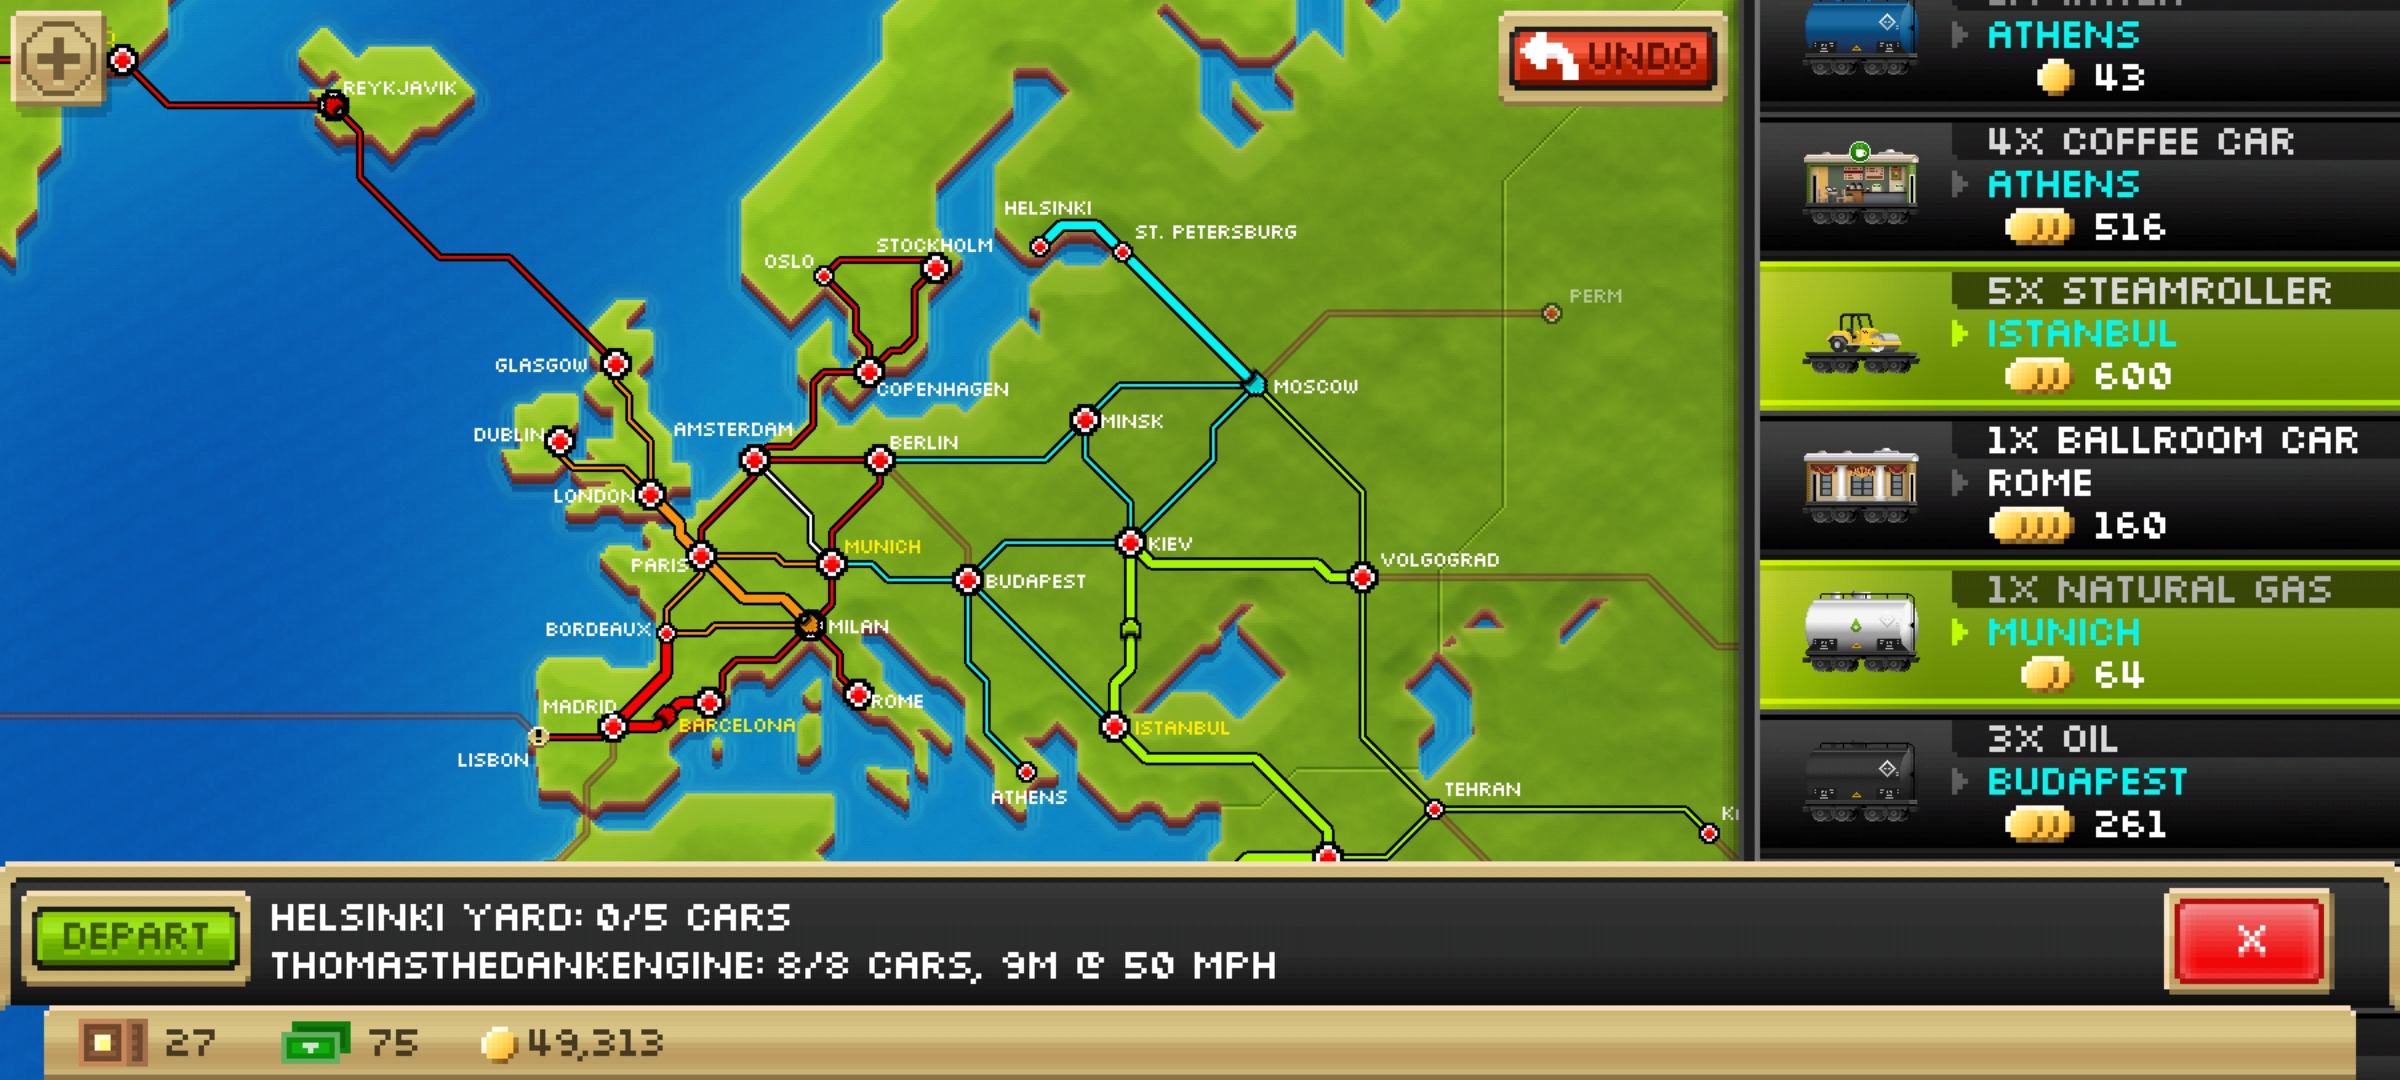 REYKJAVIK
UNDO
HELSINKI
ST. PETERSBURG
STOCKHOLM
OSLO
PERM
GLASGOW
COPENHAGEN
MOSCOW
MINSK
DUBLIN
AMSTERDAM
BERLIN
LONDON
KIEV
MUNICH
VOLGOGRAD
PARIS
BUDAPEST
BORDEAUX
MILAN
MADRID
ROME
BARCELONA
ISTANBUL
LISBON
ATHENS
TEHRAN
ATHENS
43
4X COFFEE CAR
ATHENS
516
5X STEAMROLLER
ISTANBUL
600
1X BALLROOM CAR
ROME
160
1X NATURAL GAS
MUNICH
64
3X OIL
BUDAPEST
261
DEPART
HELSINKI YARD: 0/5 CARS
THOMASTHEDANKENGINE: 8/8 CARS, 9M @ 50 MPH
X
27
75
49,313